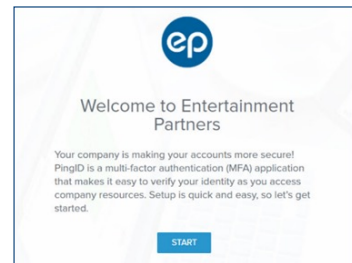 ep
Welcome to Entertainment
Partners
Your company is making your accounts more secure!
PingID is a multi-factor authentication (MFA) application
that makes it easy to verify your identity as you access
company resources. Setup is quick and easy, so let's get
started.
START